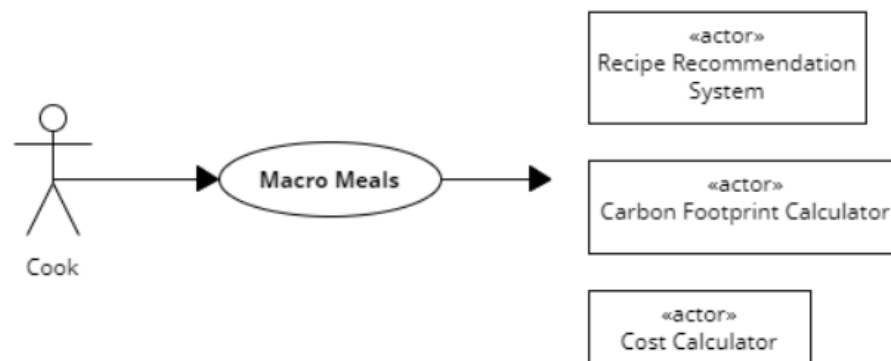 «actor»
Recipe Recommendation
System
Macro Meals
«actor»
Carbon Footprint Calculator
Cook
«actor»
Cost Calculator